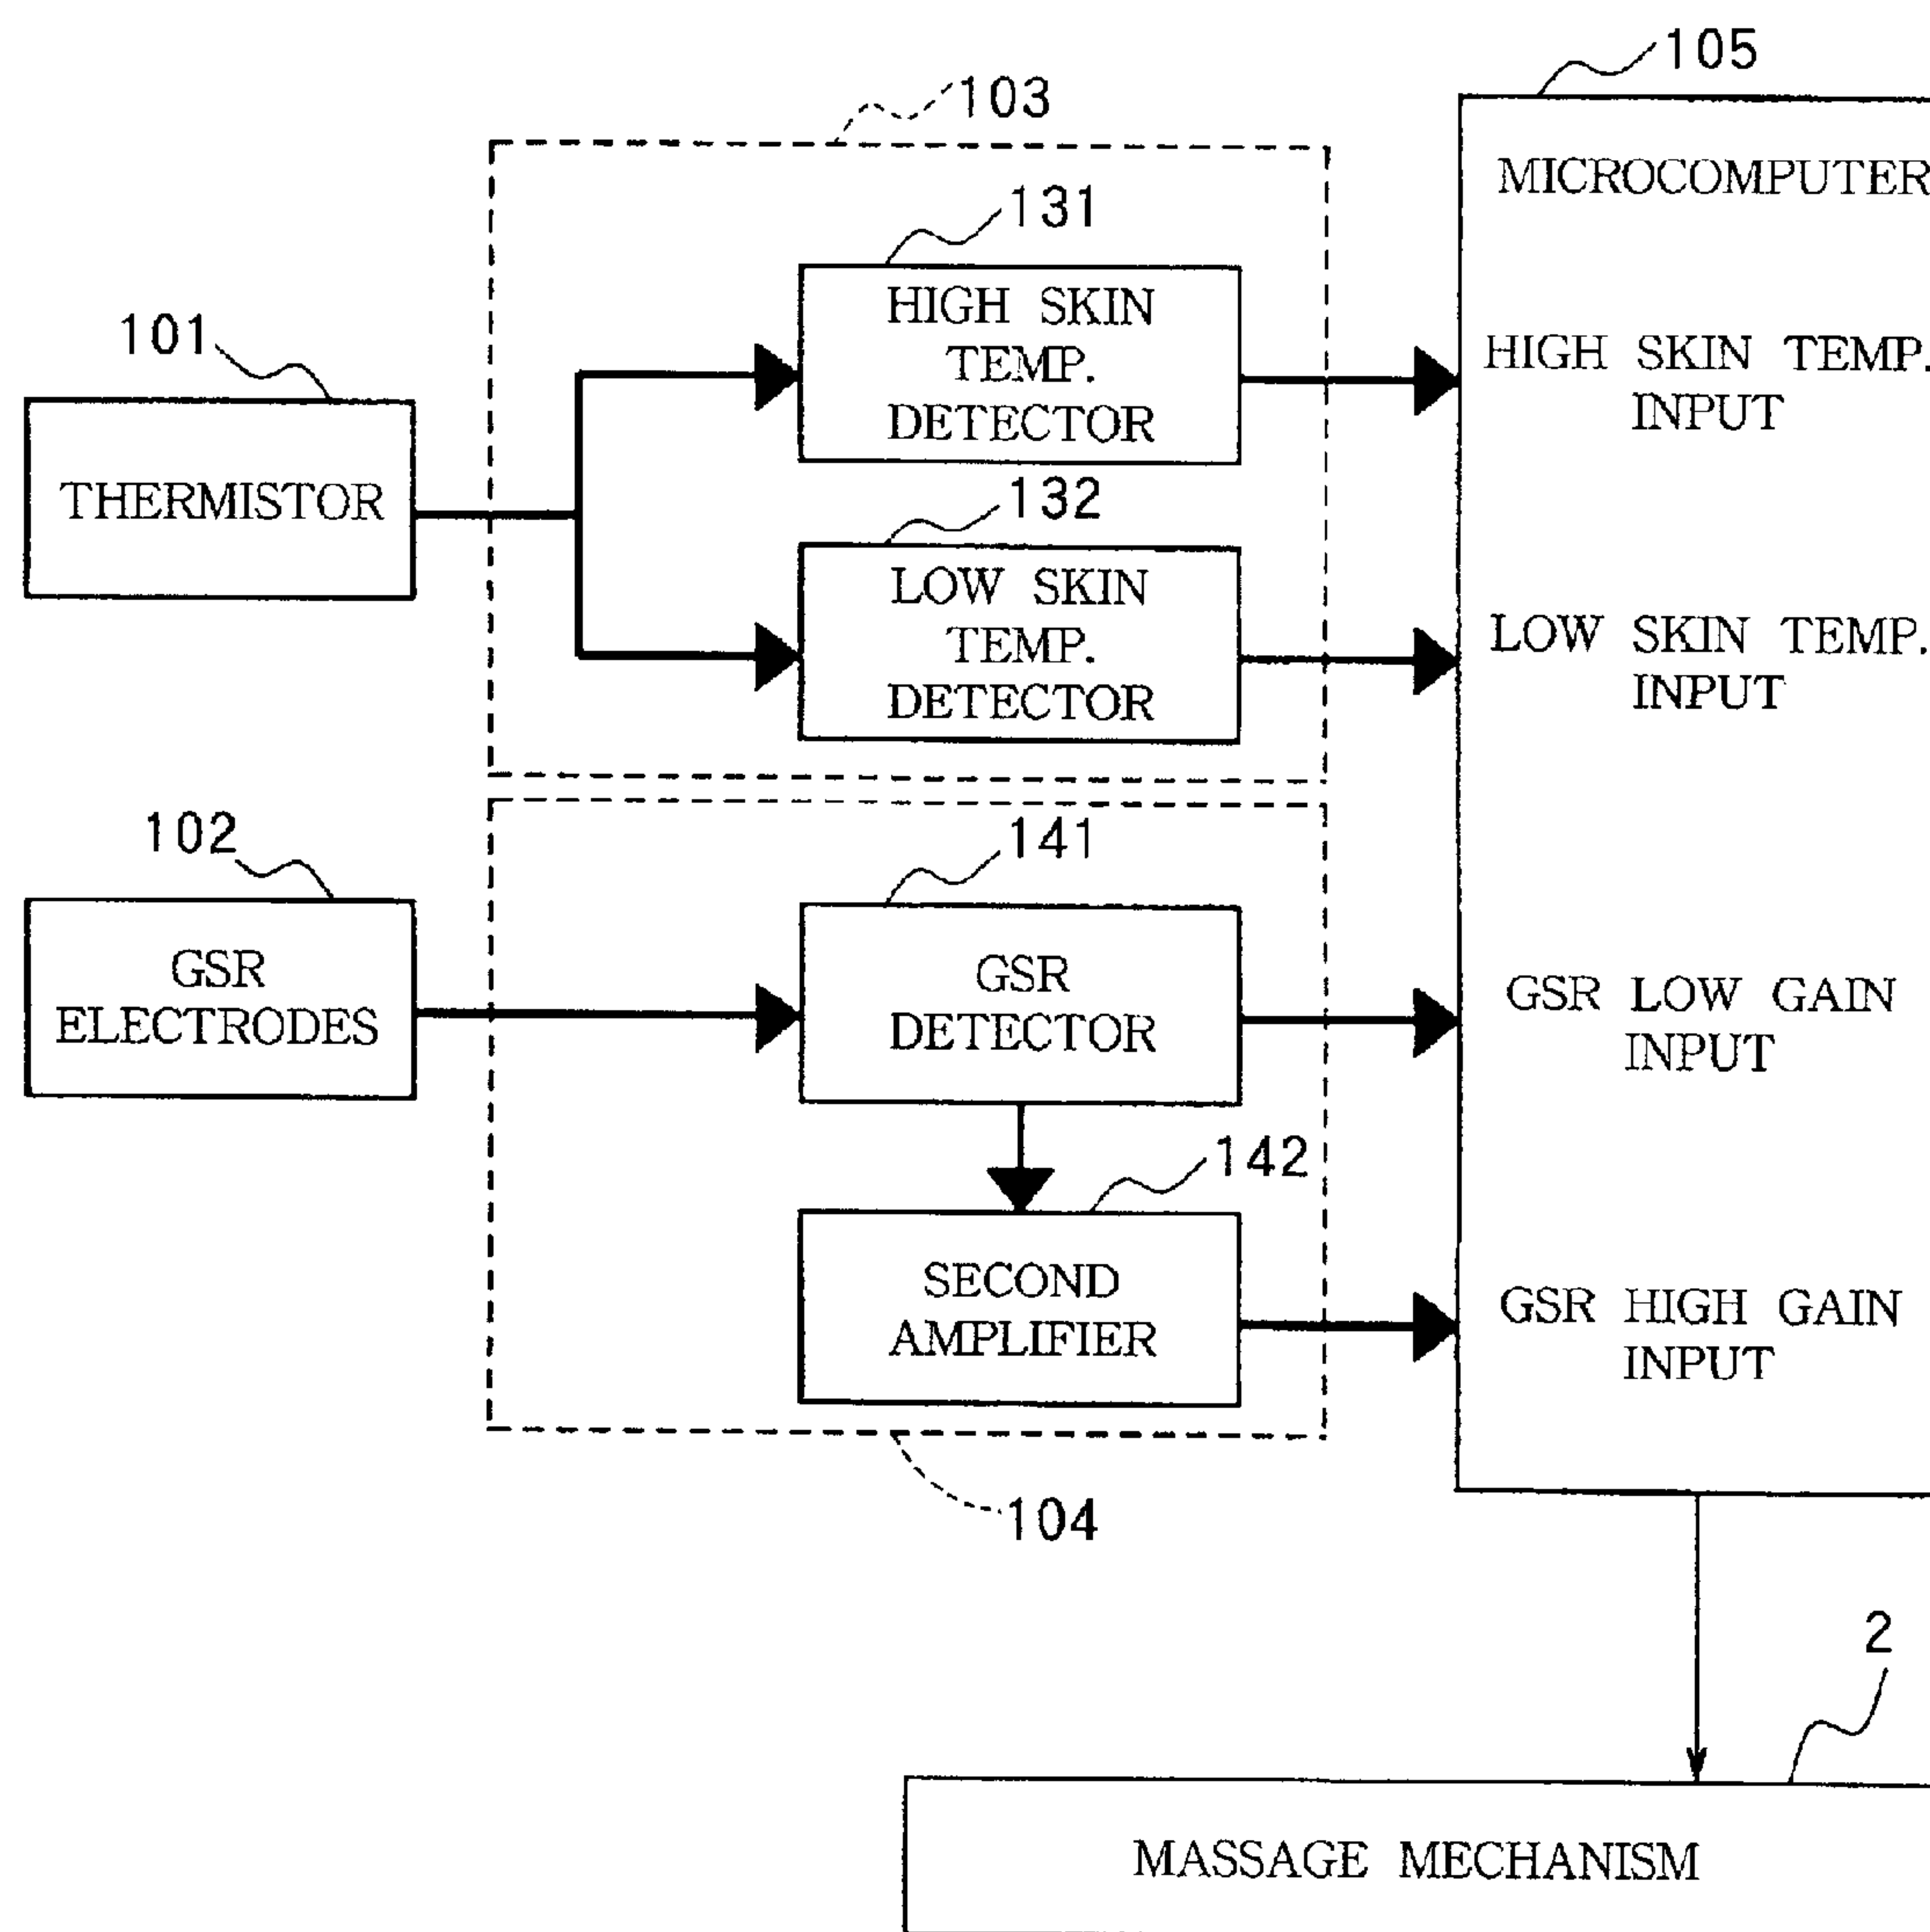 105
103
MICROCOMPUTER
131
HIGH SKIN
TEMP.
DETECTOR
HIGH SKIN TEMP.
INPUT
101
THERMISTOR
132
LOW SKIN
TEMP.
DETECTOR
LOW SKIN TEMP.
INPUT
102
GSR
ELECTRODES
141
GSR
DETECTOR
GSR LOW GAIN
INPUT
142
SECOND
AMPLIFIER
GSR HIGH GAIN
INPUT
104
2
MASSAGE MECHANISM